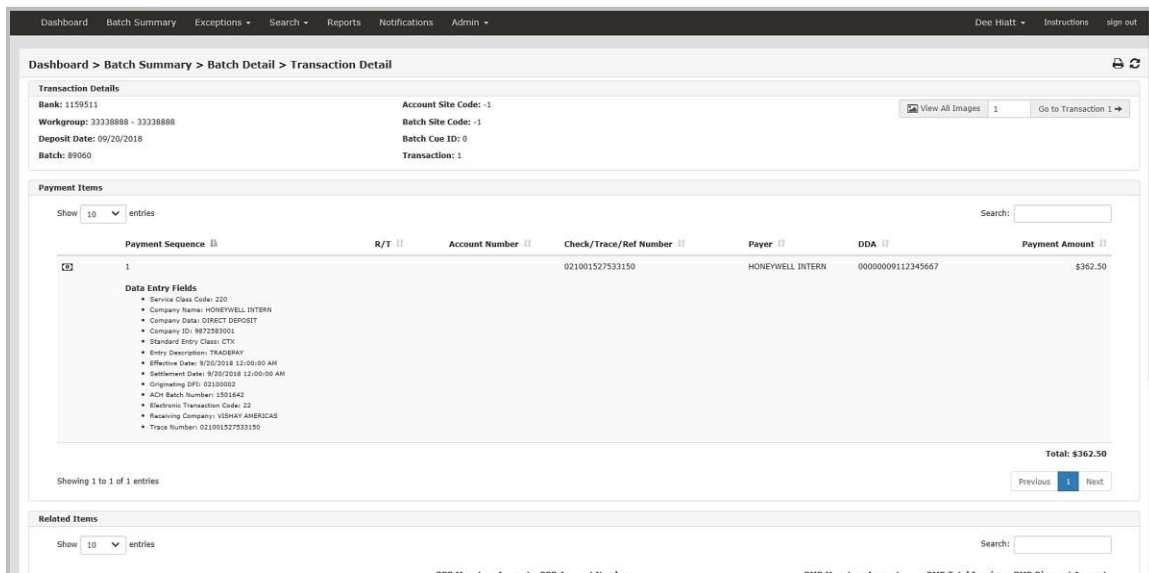 Dashboard Batch Summary Exceptions Search Reports Notifications Admin Dee Hiatt Instructions sign out
Dashboard > Batch Summary > Batch Detail > Transaction Detail
Transaction Details
Bank: 1159511 Account Site Code: -1 View All Images 1 Go to Transaction 1
Workgroup: 33338888 - 33338888 Batch Site Code: -1
Deposit Date: 09/20/2018 Batch Cue ID: 0
Batch: 89060 Transaction: 1
Payment Items
Show 10 entries Search:
Payment Sequence R/T Account Number Check/Trace/Ref Number Payer DDA Payment Amount
1 021001527533150 HONEYWELL INTERN 00000009112345667 $362.50
Data Entry Fields
Service Class Code: 220
Company Name: HONEYWELL INTERN
Company Data: DIRECT DEPOSIT
Company ID: 9872583001
Standard Entry Class: CTX
Entry Description: TRADEPAY
Effective Date: 9/20/2018 12:00:00 AM
Settlement Date: 9/20/2018 12:00:00 AM
Originating DFI: 02100002
ACH Batch Number: 1501642
Electronic Transaction Code: 22
Receiving Company: VISHAY AMERICAS
Trace Number: 021001527533150
Total: $362.50
Showing 1 to 1 of 1 entries Previous 1 Next
Related Items
Show 10 entries Search: